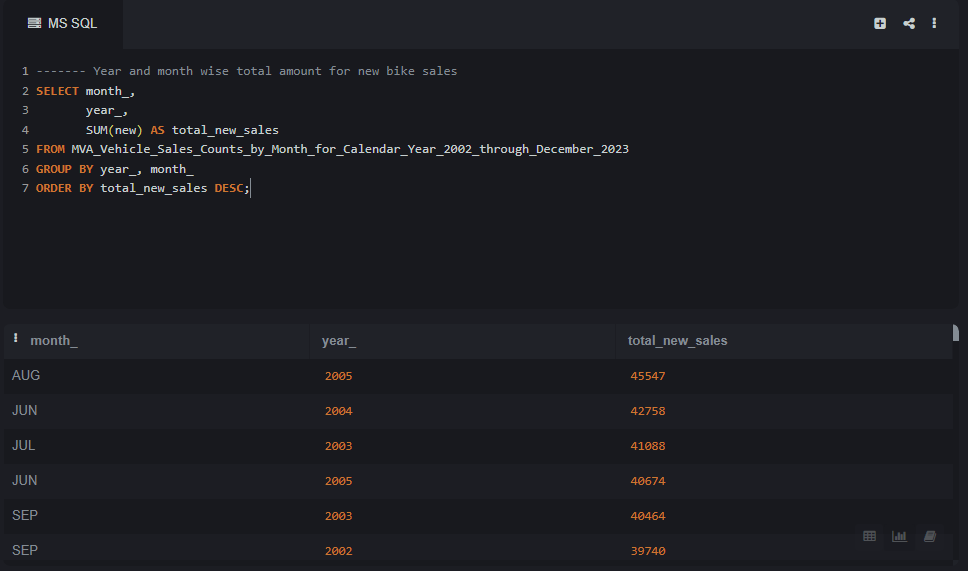 MS SQL
1 ------- Year and month wise total amount for new bike sales
2 SELECT month_,
3 year_,
4 SUM(new) AS total_new_sales
5 FROM MVA_Vehicle_Sales_Counts_by_Month_for_Calendar_Year_2002_through_December_2023
6 GROUP BY year_, month_
7 ORDER BY total_new_sales DESC;
month_ year_ total_new_sales
AUG 2005 45547
JUN 2004 42758
JUL 2003 41088
JUN 2005 40674
SEP 2003 40464
SEP 2002 39740